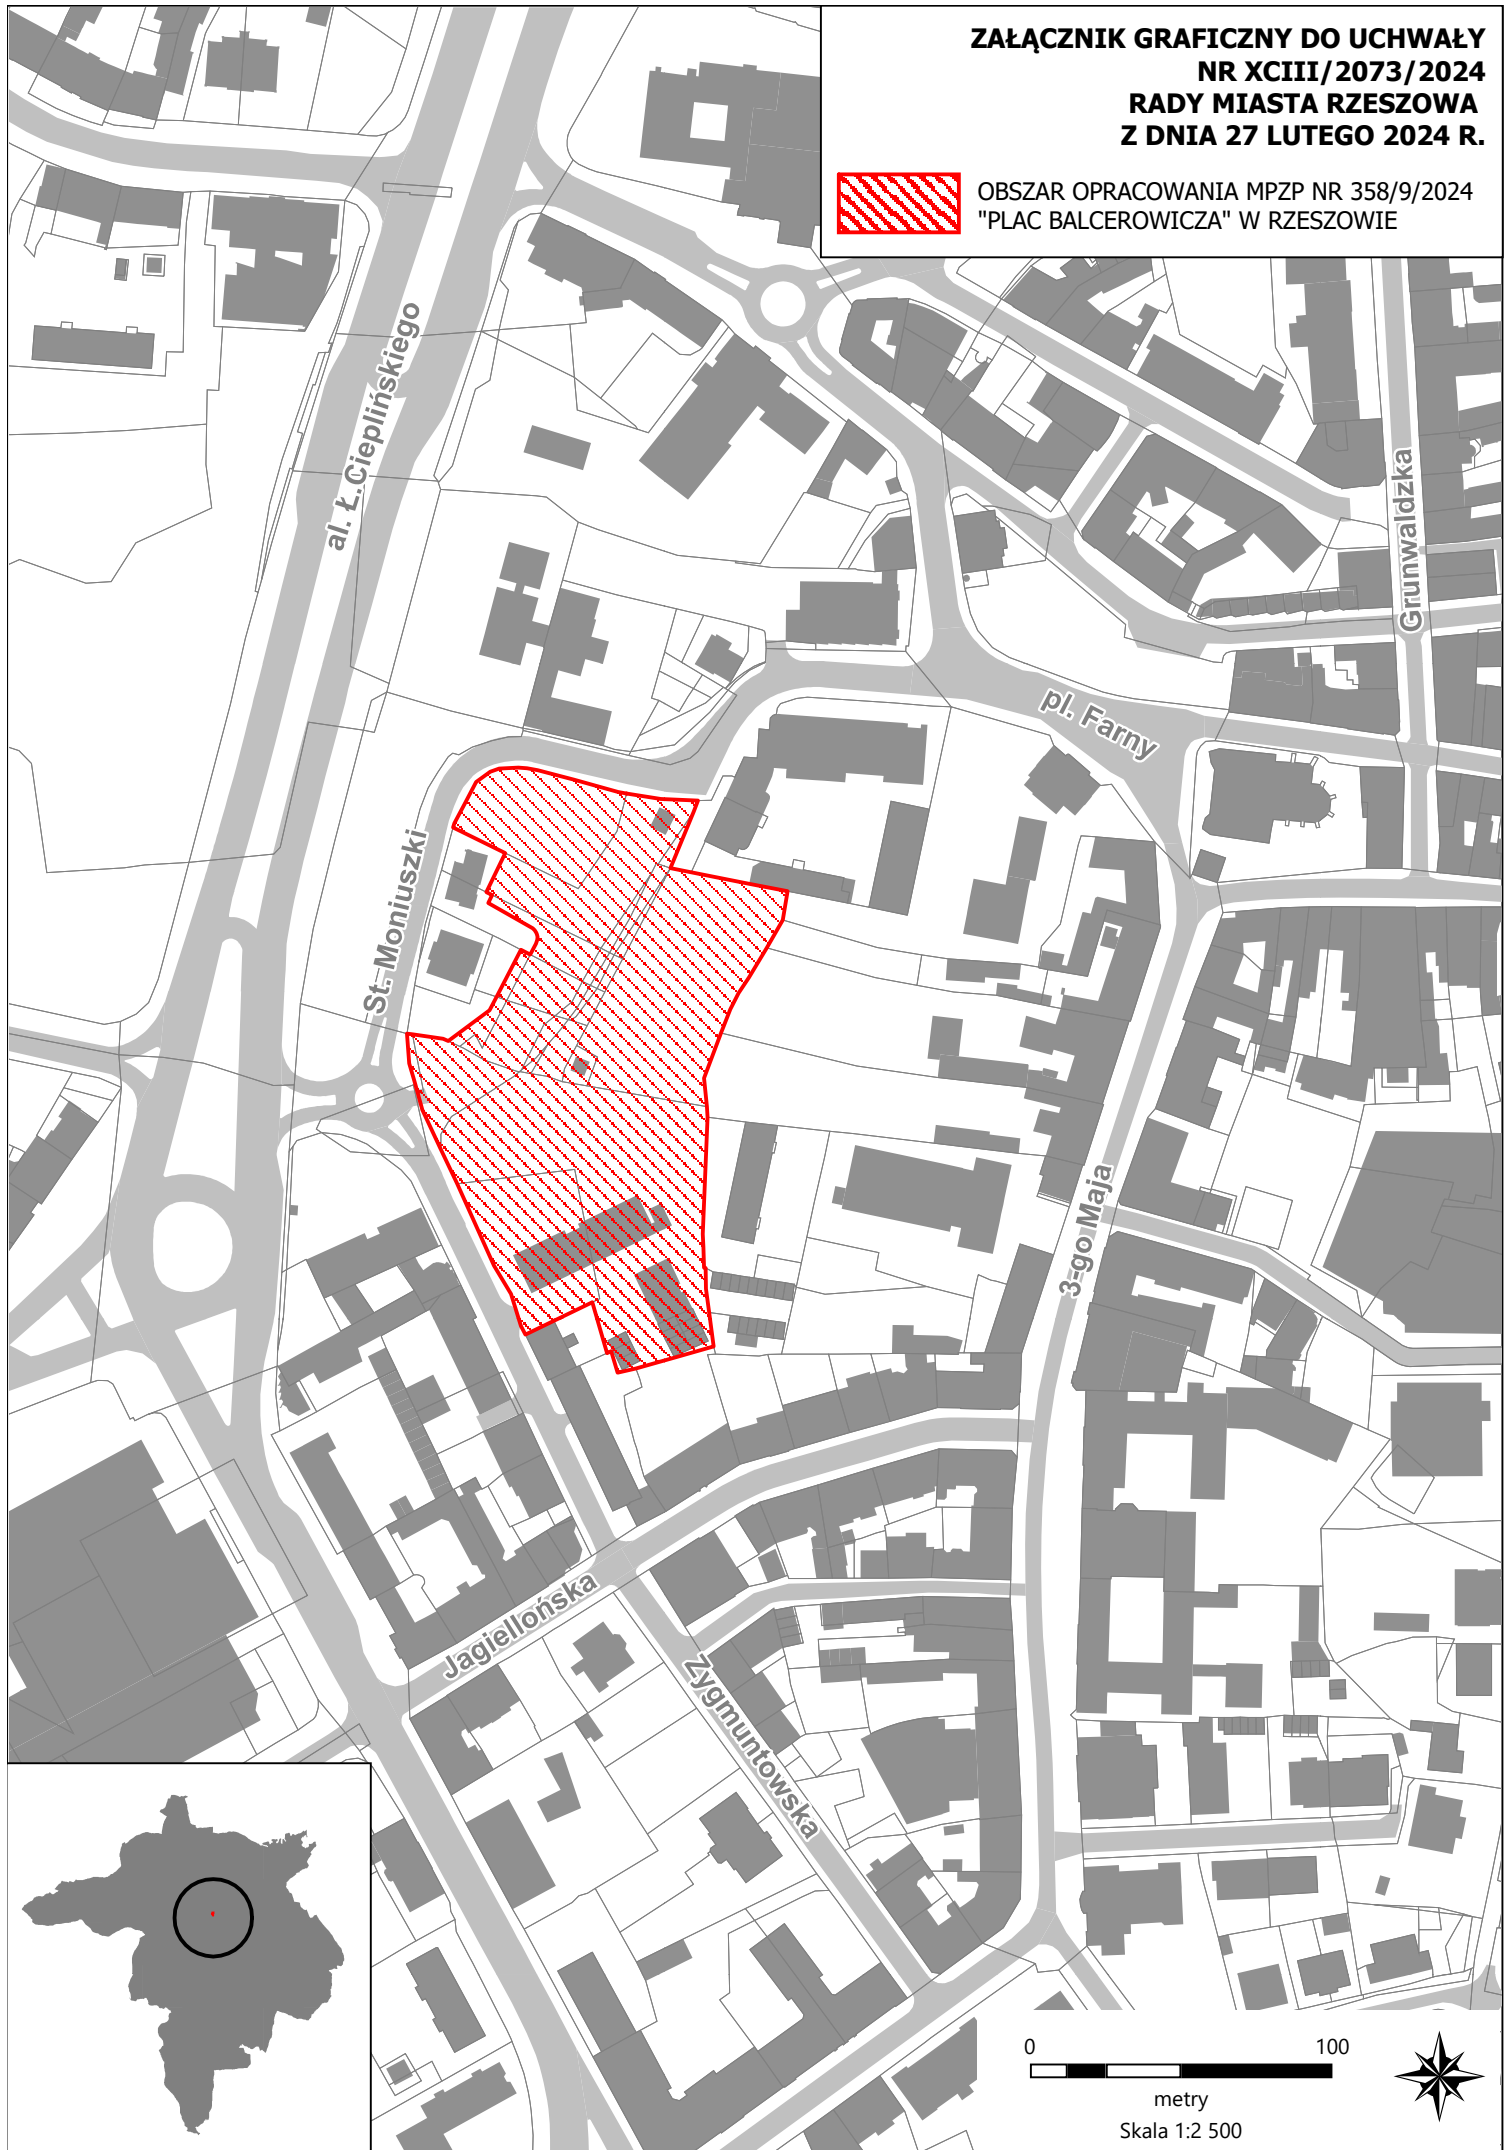 ZAŁĄCZNIK GRAFICZNY DO UCHWAŁY
NR XCIII/2073/2024
RADY MIASTA RZESZOWA
Z DNIA 27 LUTEGO 2024 R.
OBSZAR OPRACOWANIA MPZP NR 358/9/2024
"PLAC BALCEROWICZA" W RZESZOWIE
al. Ł.Cieplińskiego
Grunwaldzka
pl. Farny
St. Moniuszki
3-go Maja
Jagiellońska
Zygmuntowska
0 100
metry
Skala 1:2 500